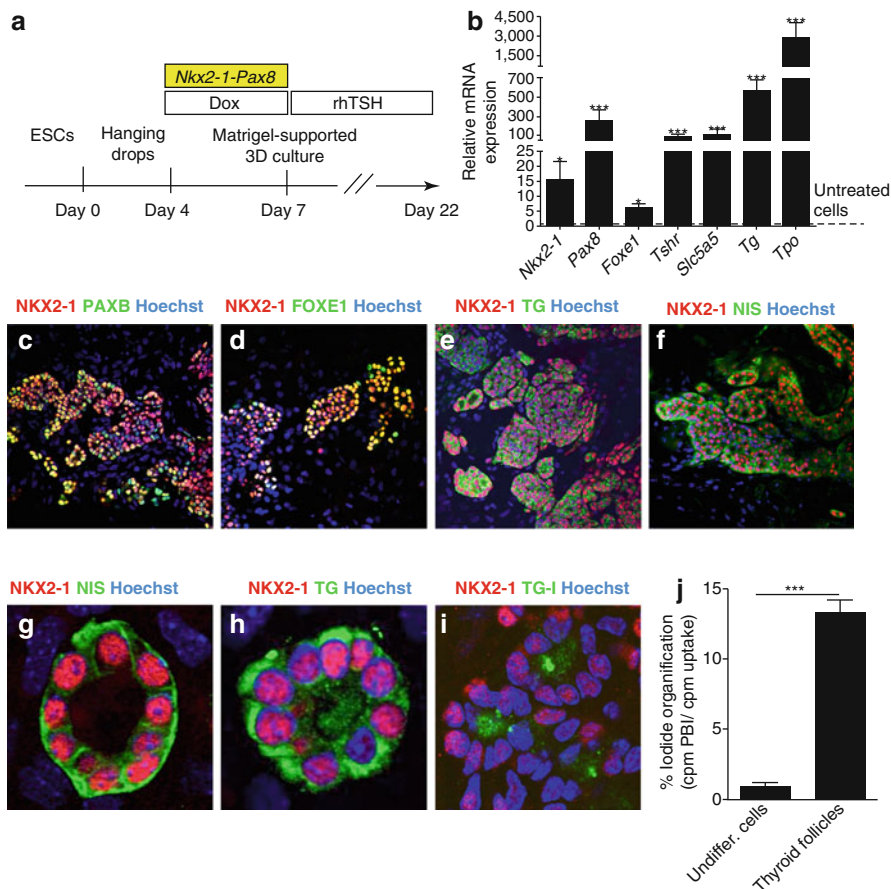 a
Nkx2-1-Pax8
Dox
rhTSH
ESCs
Hanging
drops
Matrigel-supported
3D culture
Day 0
Day 4
Day 7
Day 22
b
Relative mRNA
expression
4,500
3,000
1,500
700
500
300
100
25
20
15
10
5
0
*
***
*
***
***
***
***
Untreated
cells
Nkx2-1
Pax8
Foxe1
Tshr
Slc5a5
Tg
Tpo
NKX2-1 PAXB Hoechst
NKX2-1 FOXE1 Hoechst
NKX2-1 TG Hoechst
NKX2-1 NIS Hoechst
c
d
e
f
NKX2-1 NIS Hoechst
NKX2-1 TG Hoechst
NKX2-1 TG-I Hoechst
g
h
i
j
% Iodide organification
(cpm PBI/ cpm uptake)
15
10
5
0
***
Undiffer. cells
Thyroid follicles